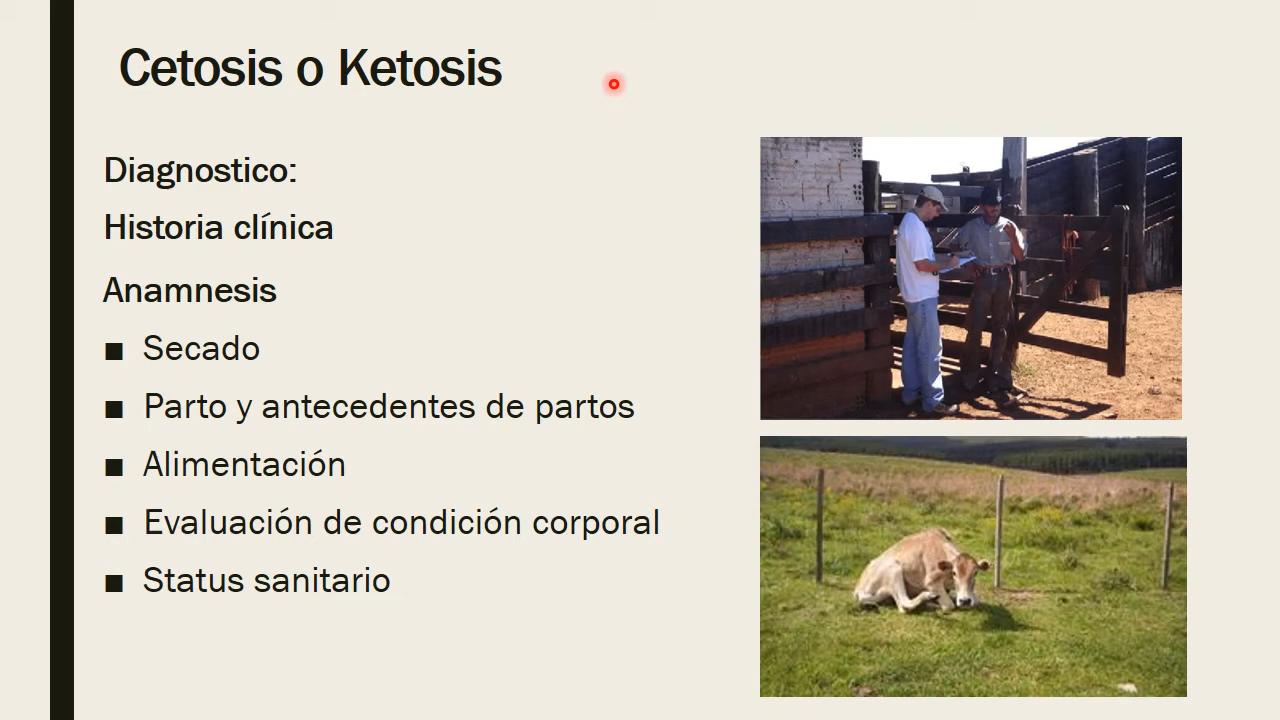 Cetosis o Ketosis
Diagnostico:
Historia clínica
Anamnesis
■ Secado
■ Parto y antecedentes de partos
■ Alimentación
■ Evaluación de condición corporal
■ Status sanitario